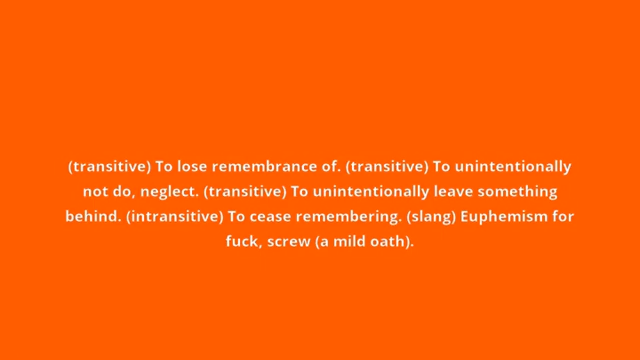 (transitive) To lose remembrance of. (transitive) To unintentionally
not do, neglect. (transitive) To unintentionally leave something
behind. (intransitive) To cease remembering. (slang) Euphemism for
fuck, screw (a mild oath).